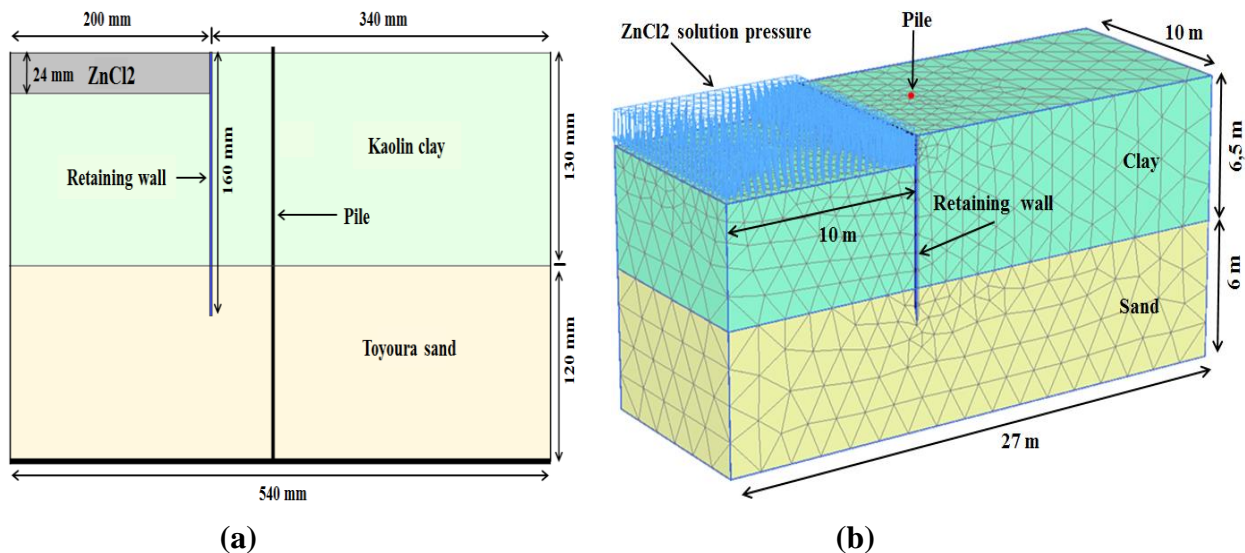 200 mm
340 mm
24 mm
ZnCl2
Retaining wall
160 mm
Kaolin clay
Pile
130 mm
Toyoura sand
120 mm
540 mm
(a)
ZnCl2 solution pressure
Pile
10 m
Clay
6,5 m
Retaining wall
10 m
Sand
6 m
27 m
(b)